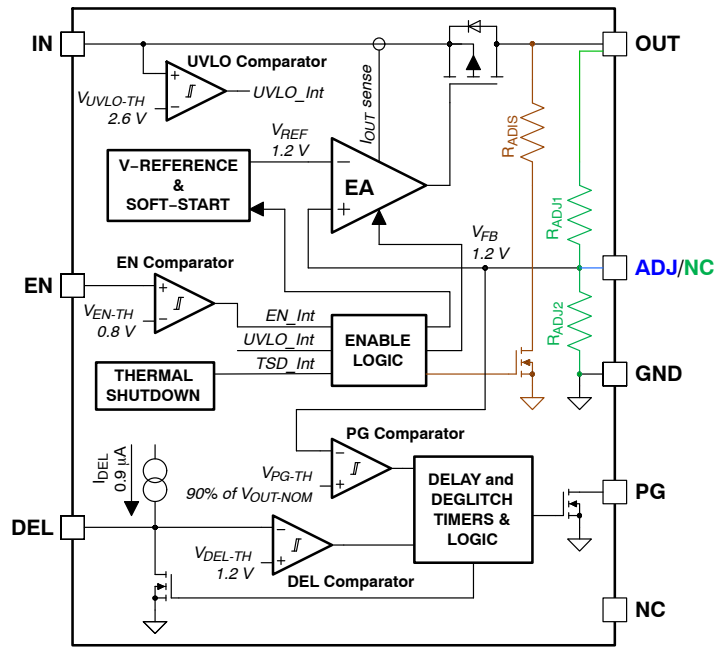 IN
OUT
UVLO Comparator
+
−
UVLO_Int
V_UVLO-TH
2.6 V
I_OUT sense
R_ADIS
V_REF
1.2 V
V−REFERENCE
&
SOFT−START
−
EA
+
R_ADJ1
V_FB
1.2 V
ADJ/NC
EN Comparator
EN
+
−
V_EN-TH
0.8 V
EN_Int
UVLO_Int
TSD_Int
ENABLE
LOGIC
R_ADJ2
THERMAL
SHUTDOWN
GND
PG Comparator
−
+
V_PG-TH
90% of V_OUT-NOM
I_DEL
0.9 µA
DELAY and
DEGLITCH
TIMERS &
LOGIC
PG
DEL
−
+
V_DEL-TH
1.2 V
DEL Comparator
NC